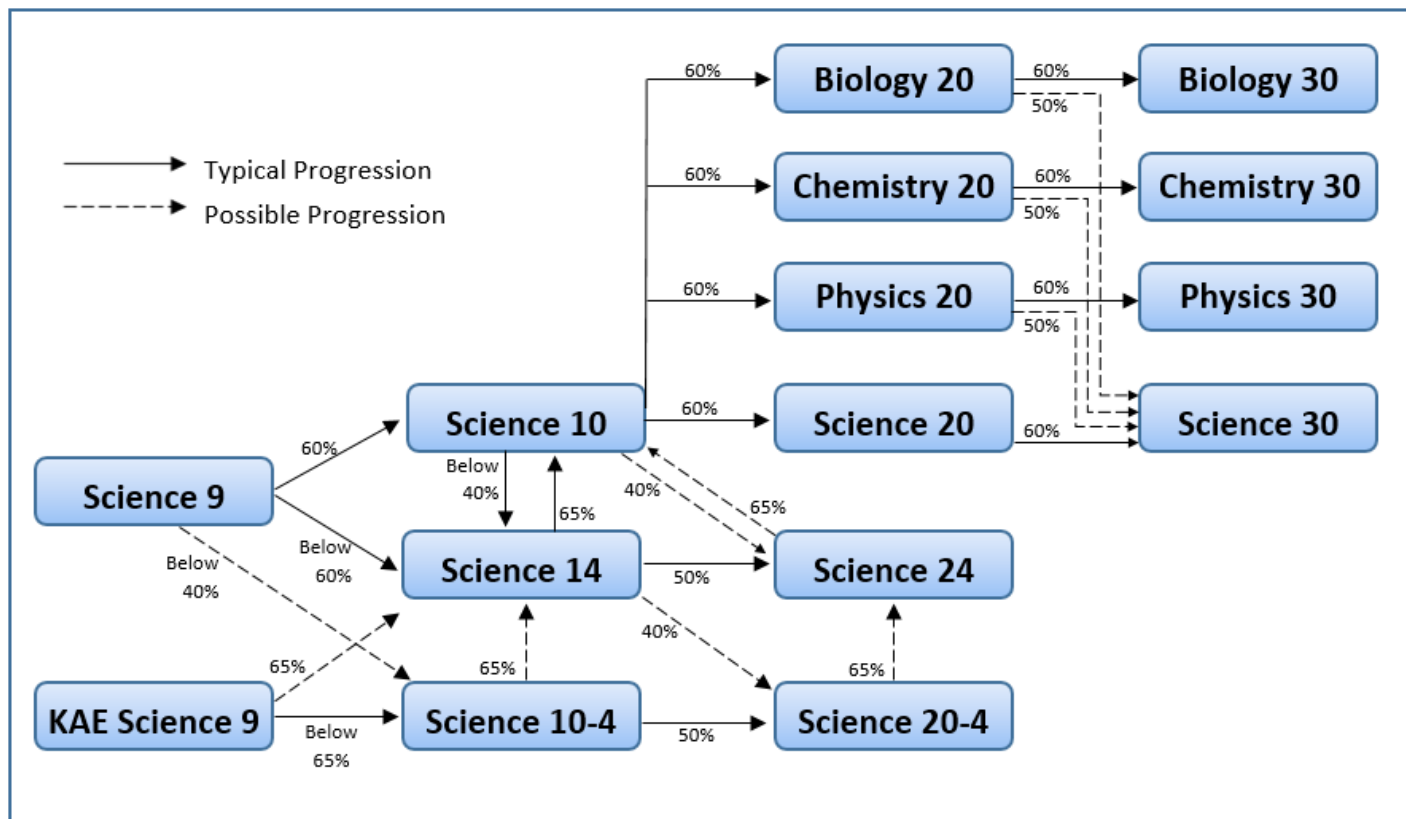 60%
Biology 20
60%
Biology 30
50%
Typical Progression
Possible Progression
60%
Chemistry 20
60%
Chemistry 30
50%
60%
Physics 20
60%
Physics 30
50%
Science 10
60%
Science 20
60%
Science 30
60%
Below
40%
65%
40%
65%
Science 9
Below
60%
Science 14
50%
Science 24
Below
40%
65%
65%
40%
65%
KAE Science 9
Below
65%
Science 10-4
50%
Science 20-4